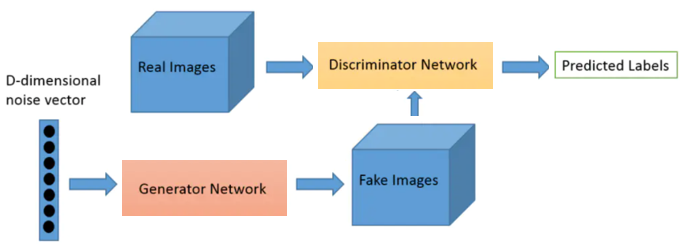 Real Images
Discriminator Network
Predicted Labels
D-dimensional
noise vector
Generator Network
Fake Images